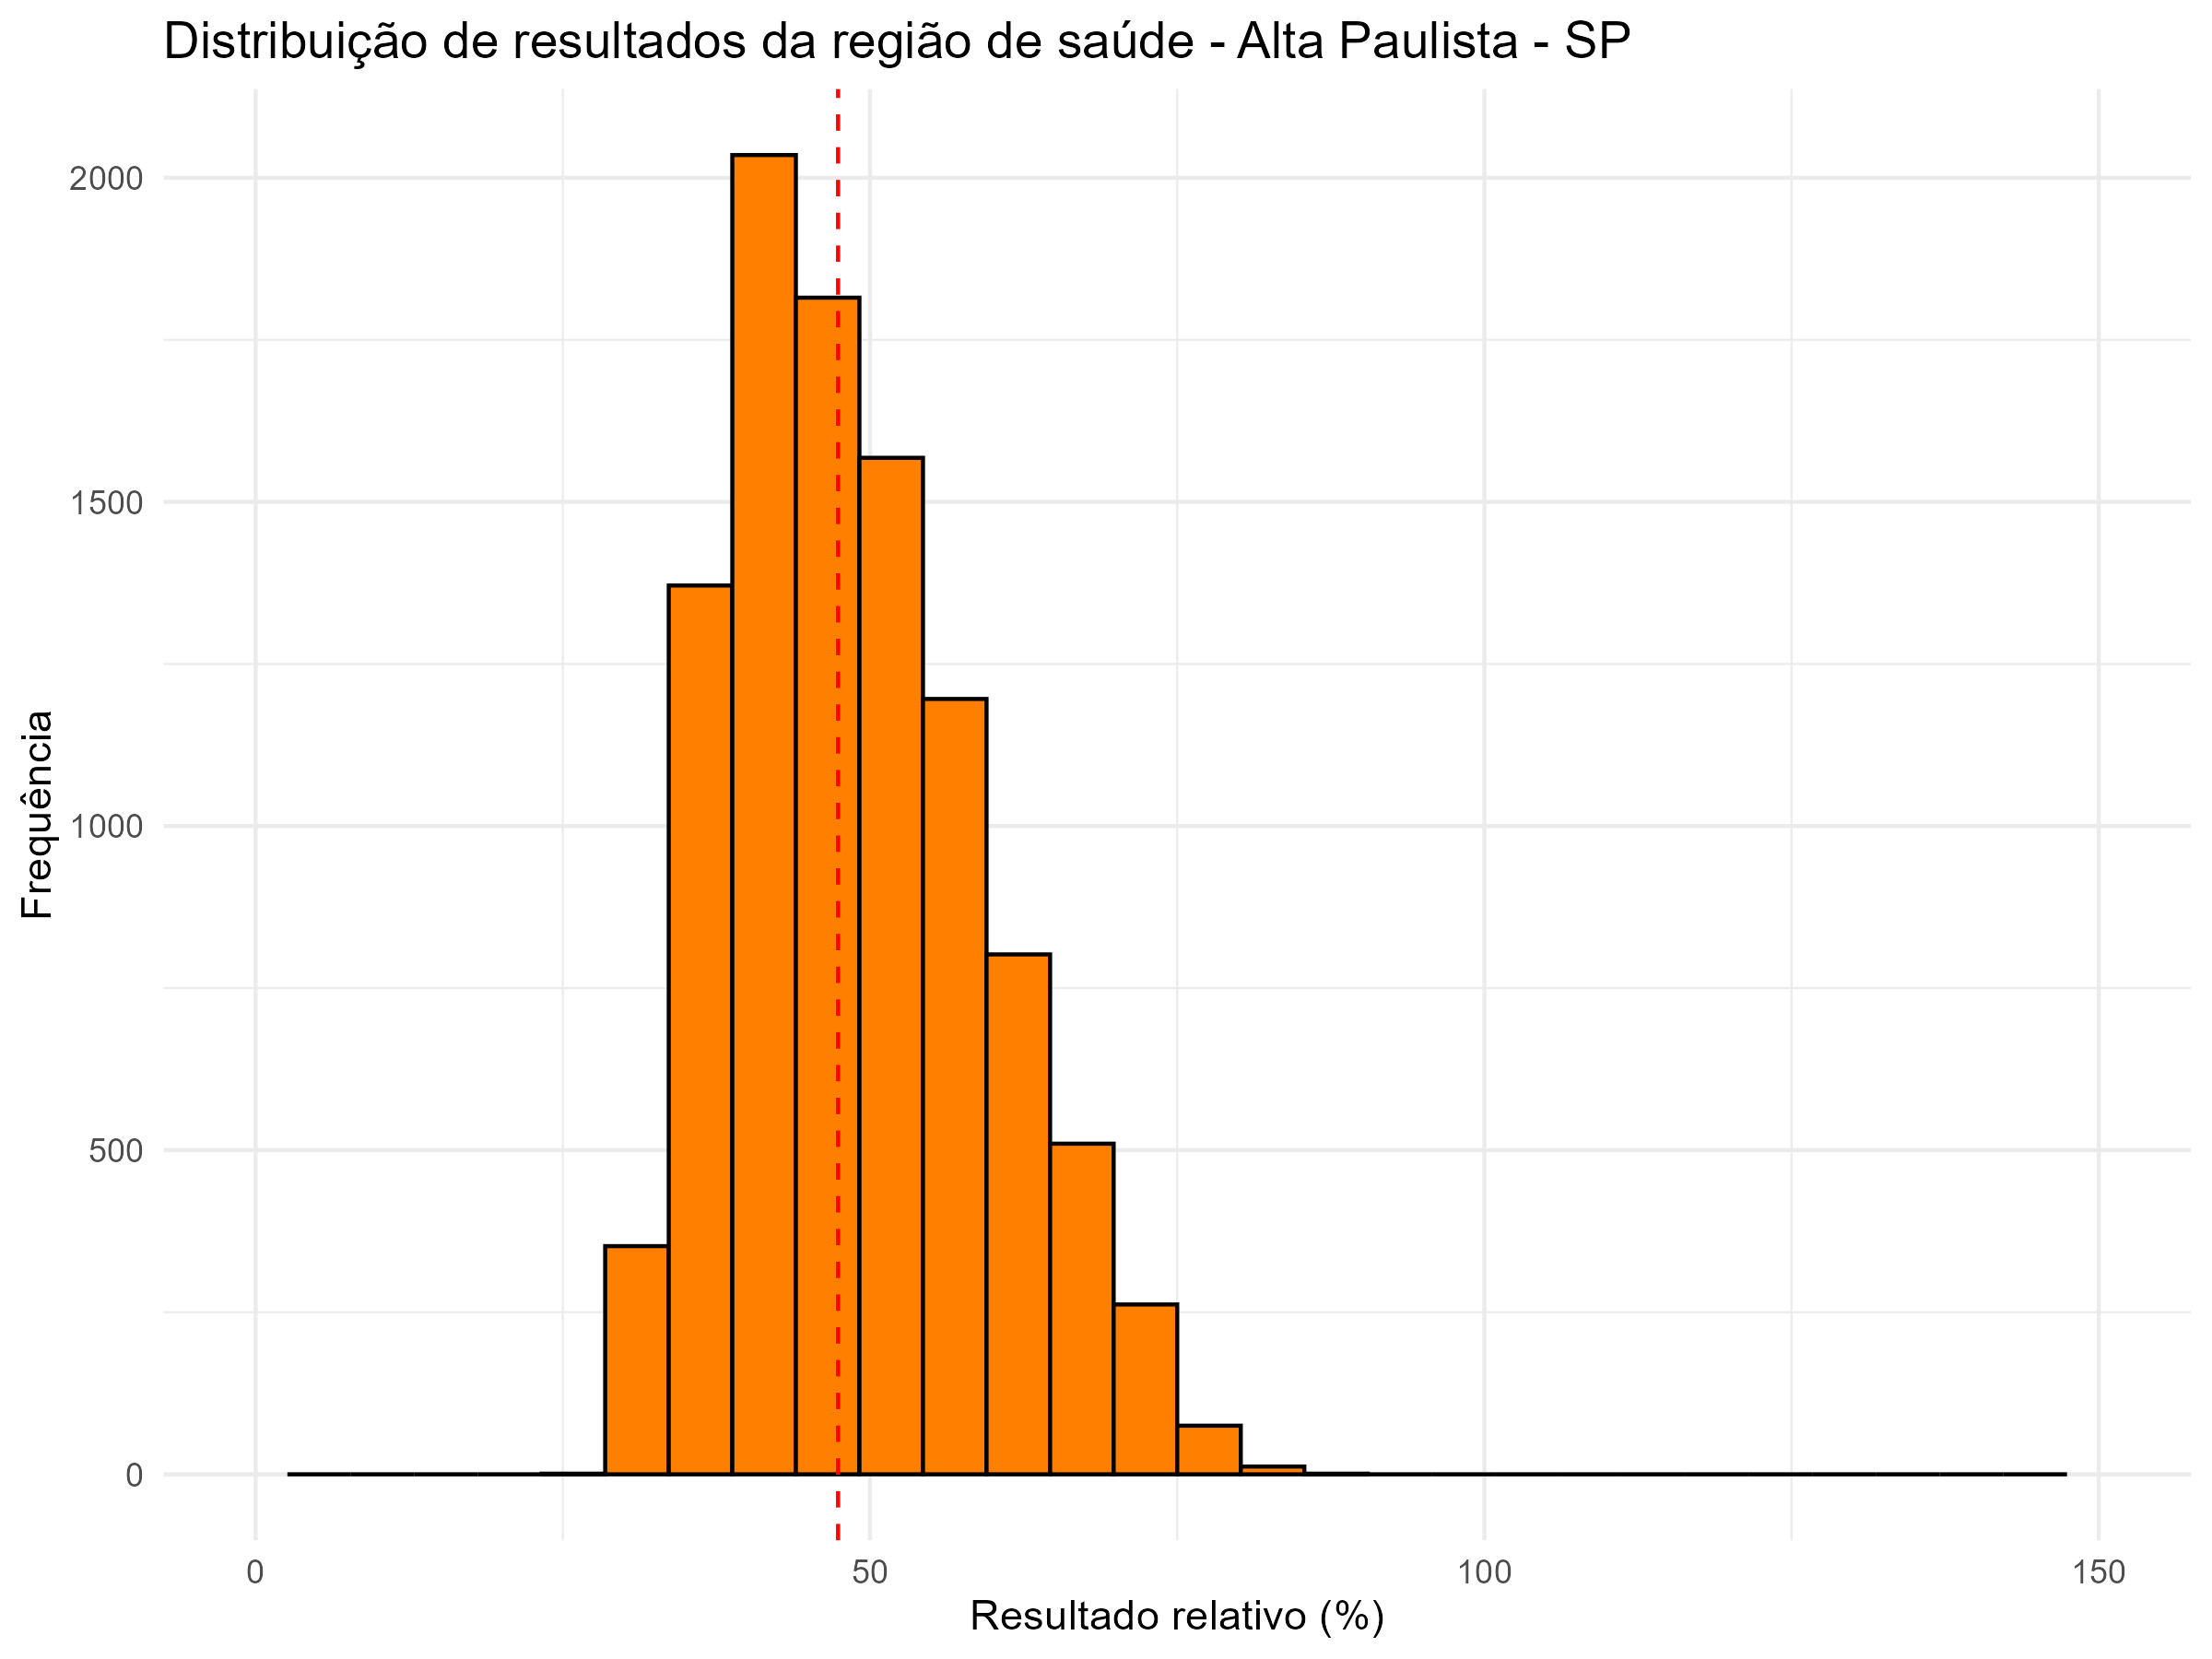 Distribuição de resultados da região de saúde - Alta Paulista - SP
2000
1500
1000
500
0
Frequência
0 50 100 150
Resultado relativo (%)